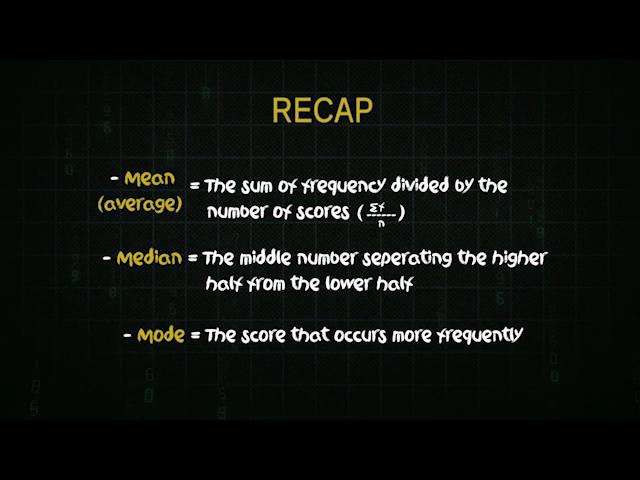 RECAP
- Mean = The sum of frequency divided by the
(average) number of scores (Σf/n)
- Median = The middle number seperating the higher
half from the lower half
- Mode = The score that occurs more frequently